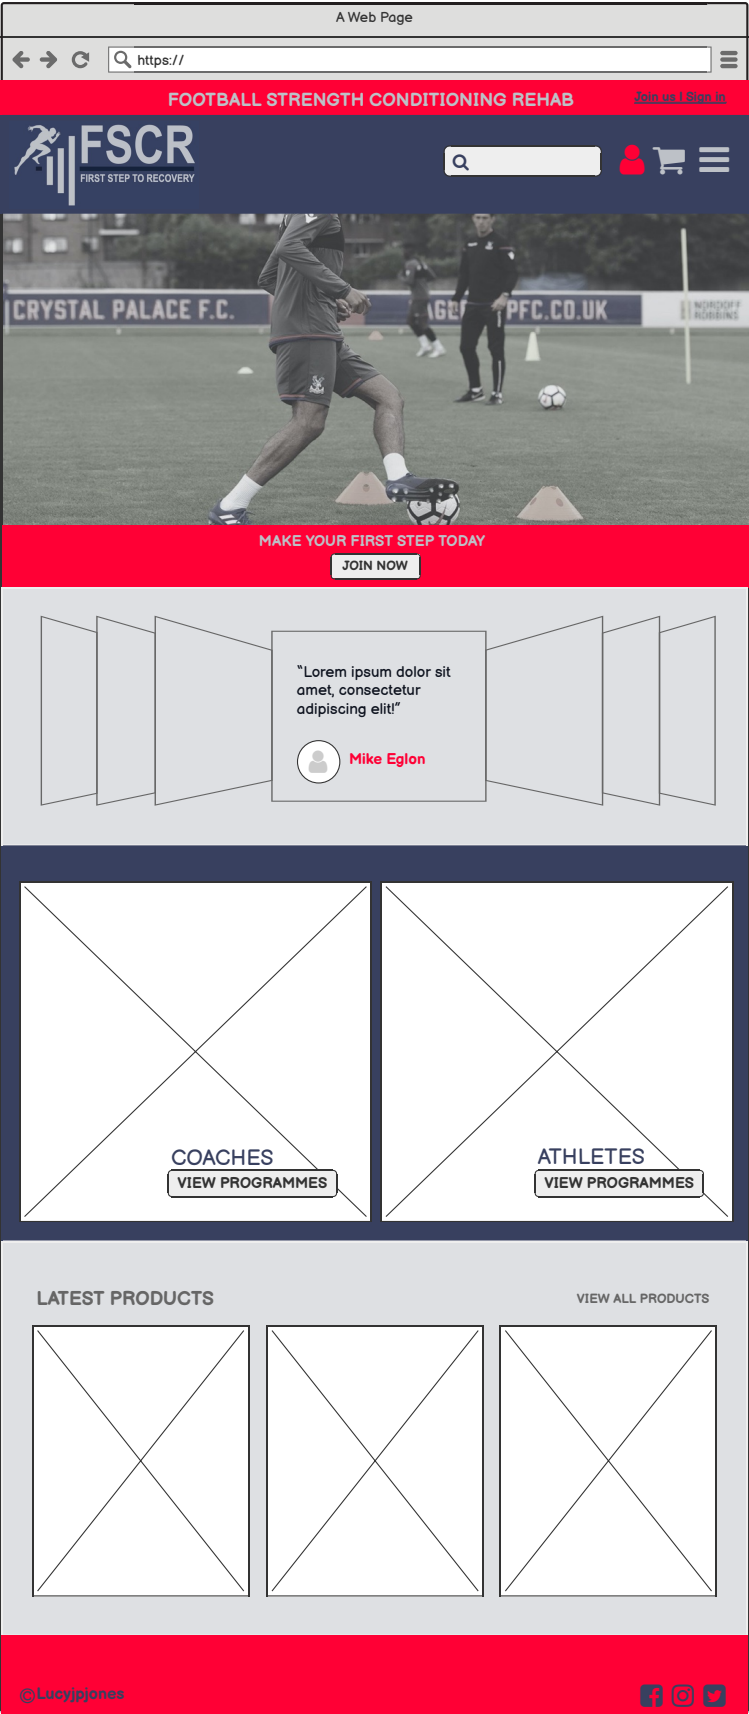 A Web Page
https://
FOOTBALL STRENGTH CONDITIONING REHAB
Join us | Sign in
FSCR
FIRST STEP TO RECOVERY
CRYSTAL PALACE F.C.
PFC.CO.UK
NORDOFF
ROBBINS
MAKE YOUR FIRST STEP TODAY
JOIN NOW
“Lorem ipsum dolor sit
amet, consectetur
adipiscing elit!”
Mike Eglon
COACHES
VIEW PROGRAMMES
ATHLETES
VIEW PROGRAMMES
LATEST PRODUCTS
VIEW ALL PRODUCTS
©Lucyjpjones